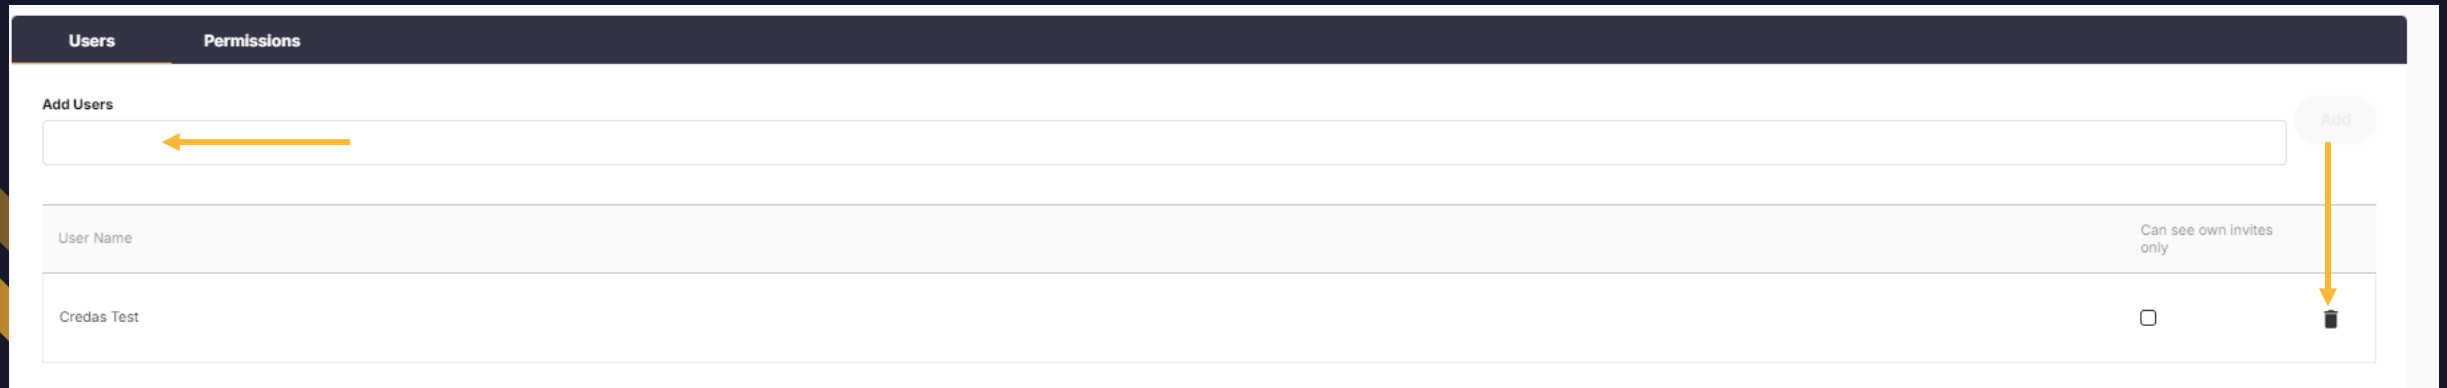 Users Permissions
Add Users
Add
User Name
Can see own invites
only
Credas Test